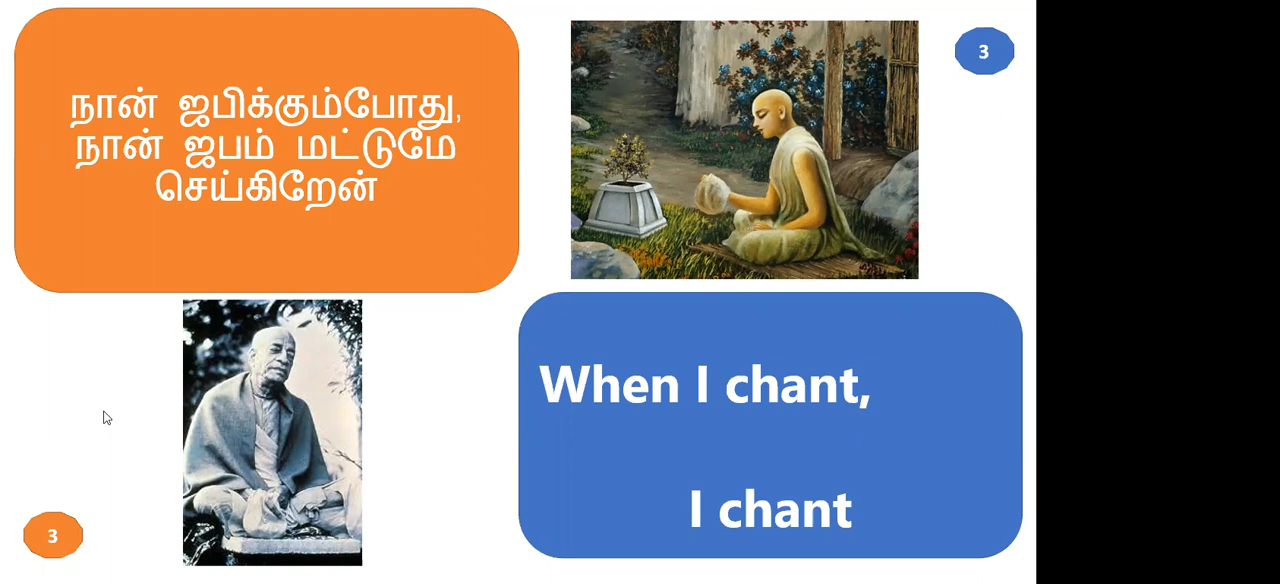 நான் ஜபிக்கும்போது,
நான் ஜபம் மட்டுமே
செய்கிறேன்
3
When I chant,
I chant
3